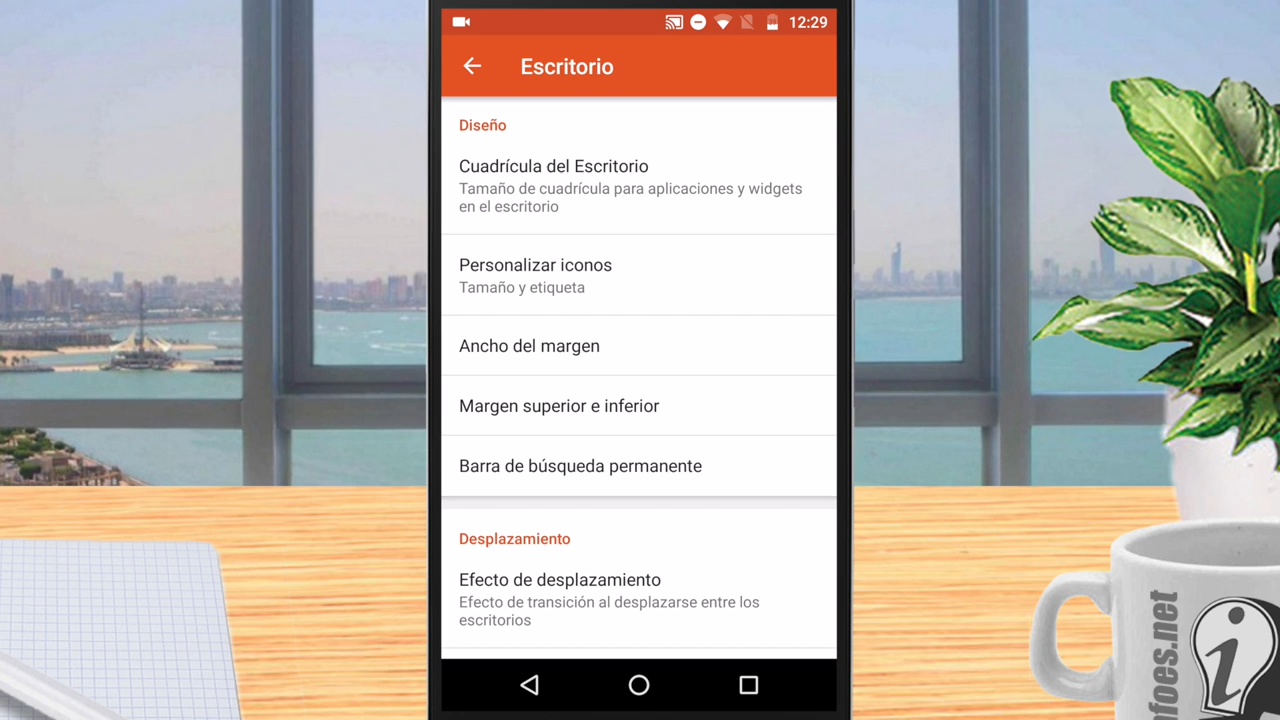 12:29
Escritorio
Diseño
Cuadrícula del Escritorio
Tamaño de cuadrícula para aplicaciones y widgets
en el escritorio
Personalizar iconos
Tamaño y etiqueta
Ancho del margen
Margen superior e inferior
Barra de búsqueda permanente
Desplazamiento
Efecto de desplazamiento
Efecto de transición al desplazarse entre los
escritorios
foes.net